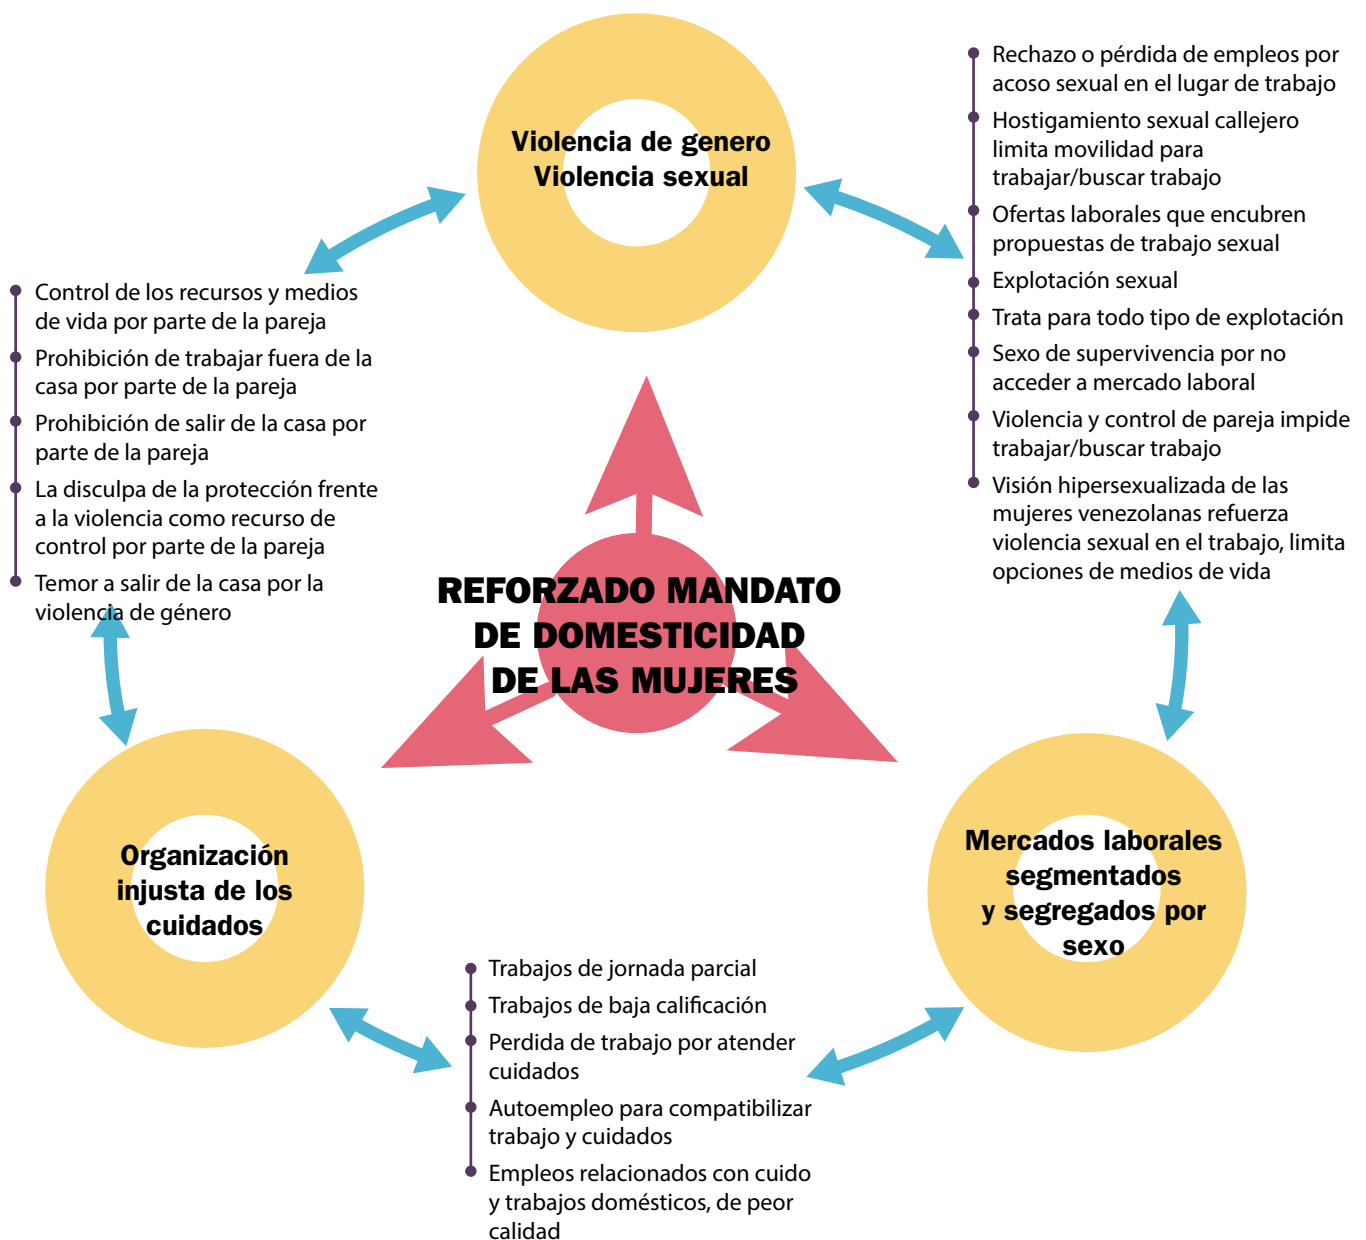 Violencia de genero
Violencia sexual
Rechazo o pérdida de empleos por
acoso sexual en el lugar de trabajo
Hostigamiento sexual callejero
limita movilidad para
trabajar/buscar trabajo
Ofertas laborales que encubren
propuestas de trabajo sexual
Explotación sexual
Trata para todo tipo de explotación
Sexo de supervivencia por no
acceder a mercado laboral
Violencia y control de pareja impide
trabajar/buscar trabajo
Visión hipersexualizada de las
mujeres venezolanas refuerza
violencia sexual en el trabajo, limita
opciones de medios de vida
Control de los recursos y medios
de vida por parte de la pareja
Prohibición de trabajar fuera de la
casa por parte de la pareja
Prohibición de salir de la casa por
parte de la pareja
La disculpa de la protección frente
a la violencia como recurso de
control por parte de la pareja
Temor a salir de la casa por la
violencia de género
REFORZADO MANDATO
DE DOMESTICIDAD
DE LAS MUJERES
Organización
injusta de los
cuidados
Mercados laborales
segmentados
y segregados por
sexo
Trabajos de jornada parcial
Trabajos de baja calificación
Perdida de trabajo por atender
cuidados
Autoempleo para compatibilizar
trabajo y cuidados
Empleos relacionados con cuido
y trabajos domésticos, de peor
calidad